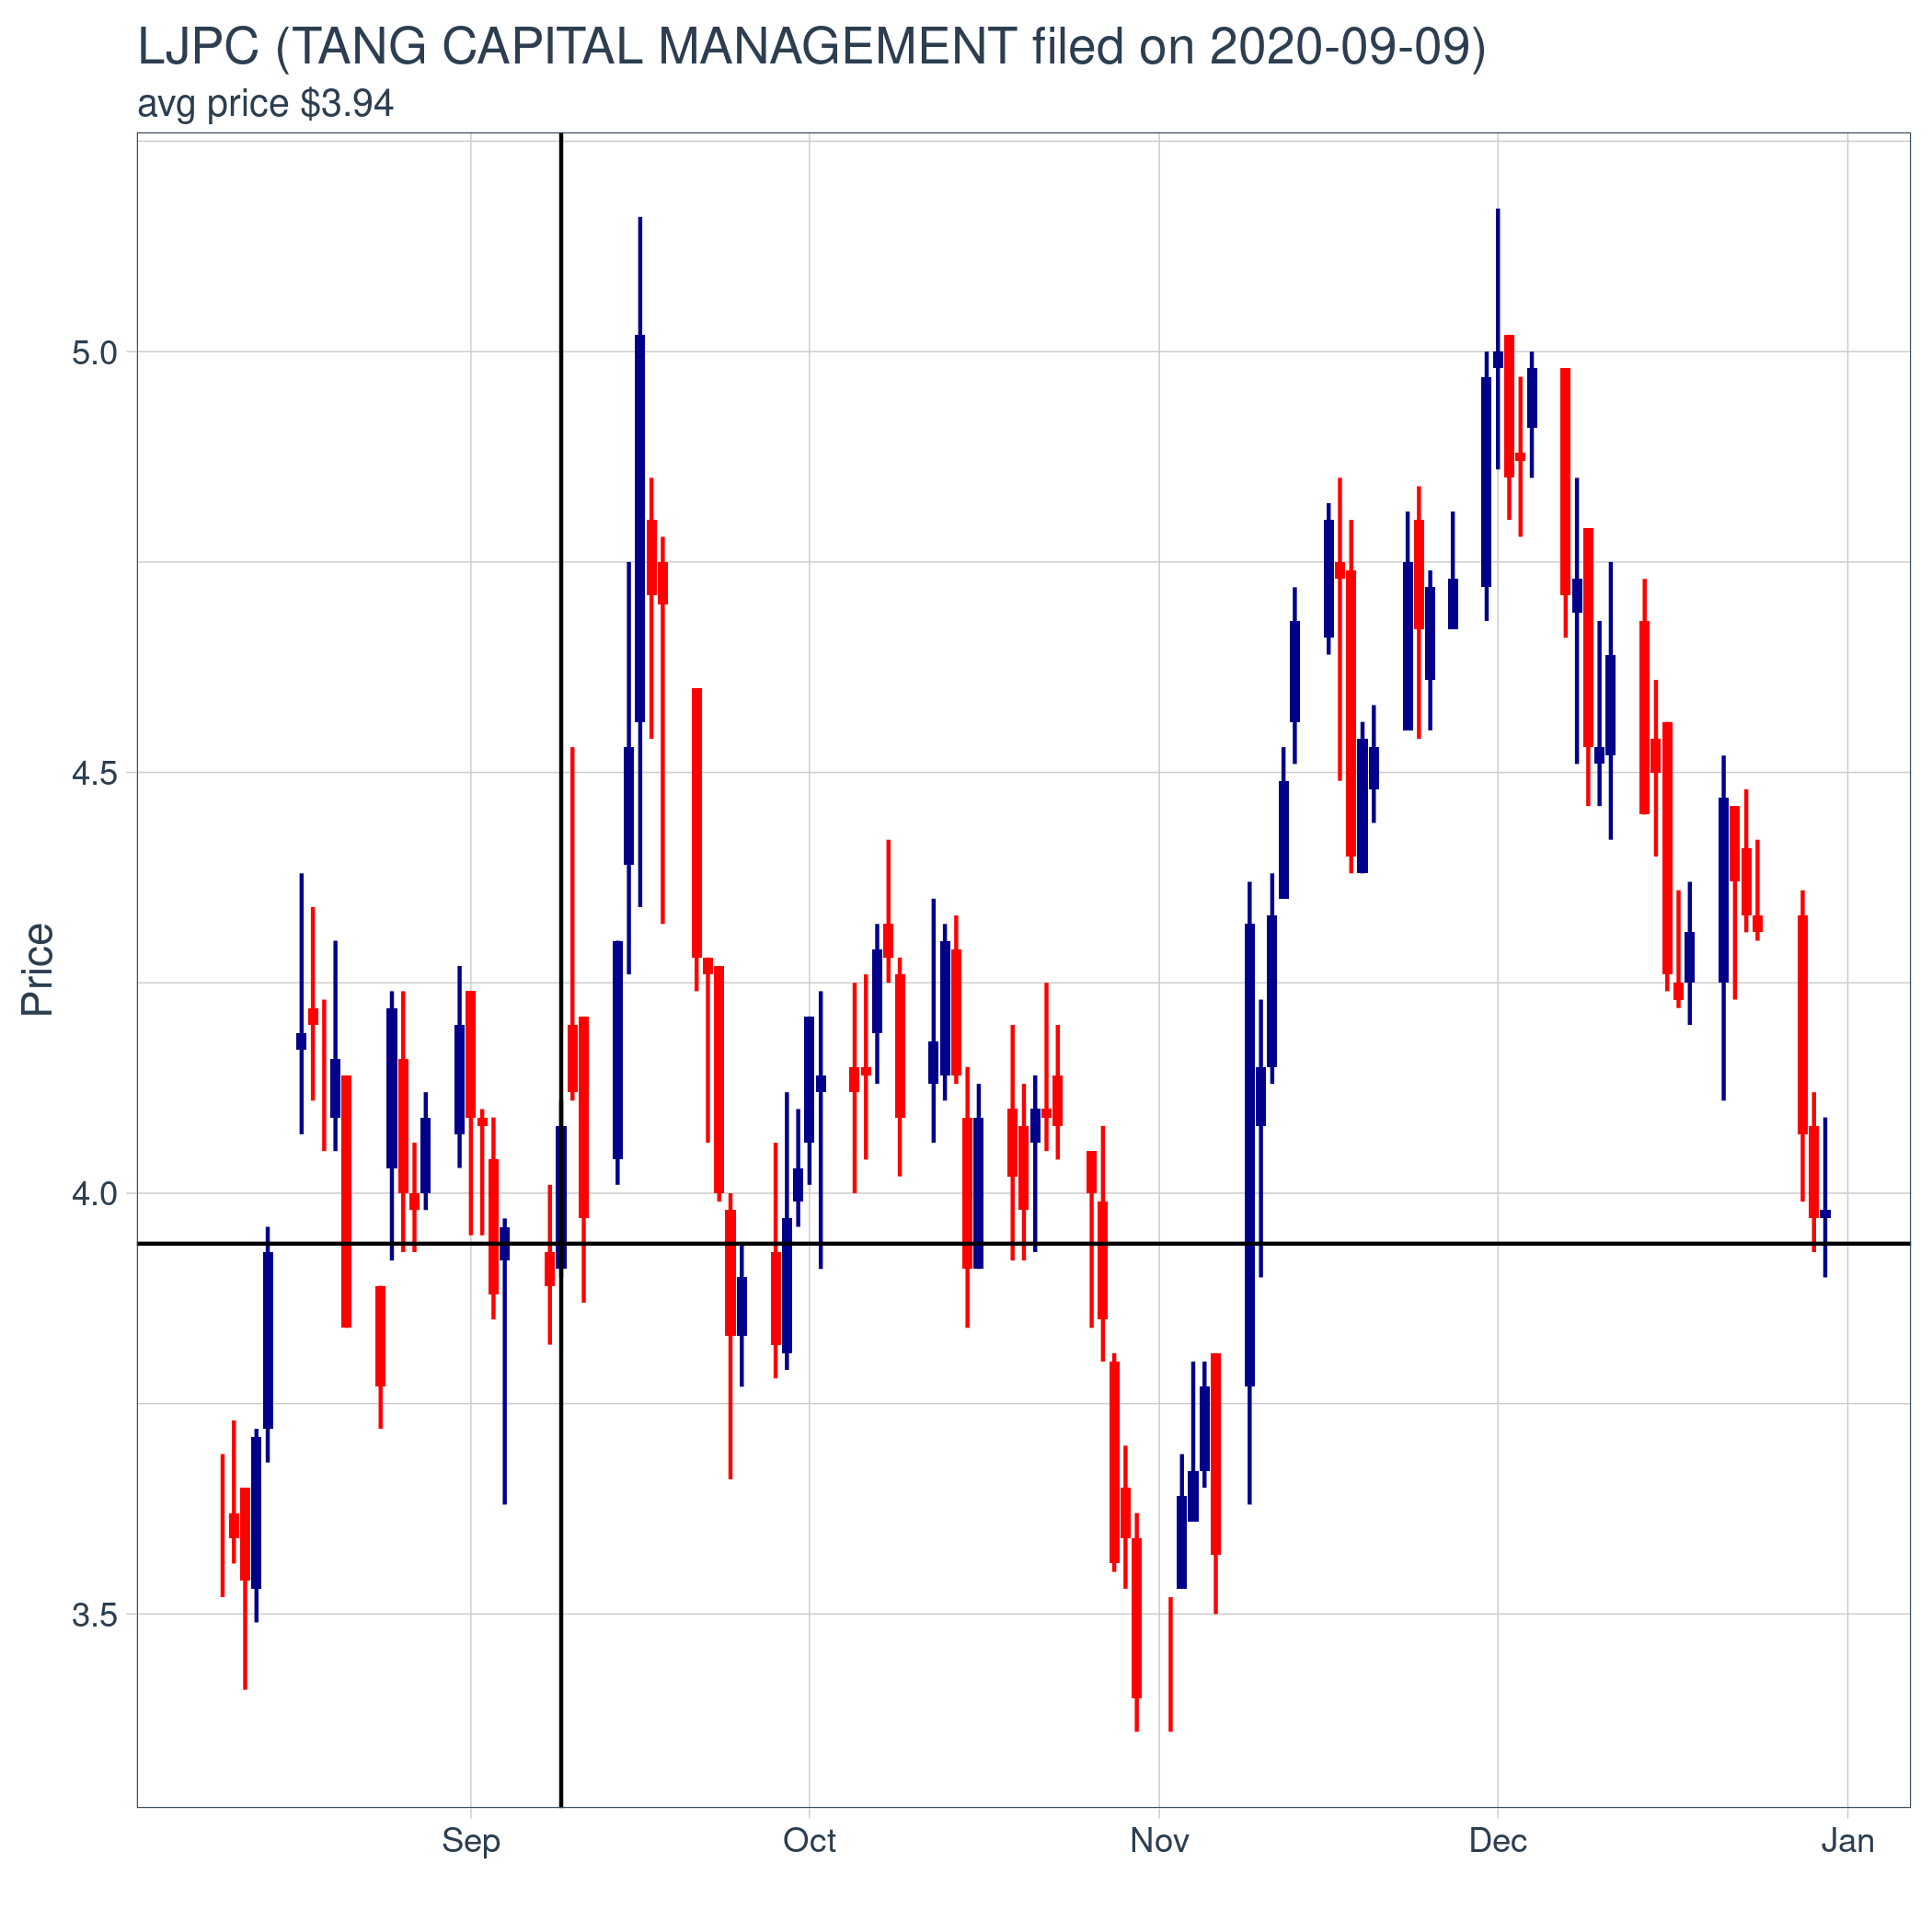 LJPC (TANG CAPITAL MANAGEMENT filed on 2020-09-09)
avg price $3.94
Price
5.0
4.5
4.0
3.5
Sep Oct Nov Dec Jan